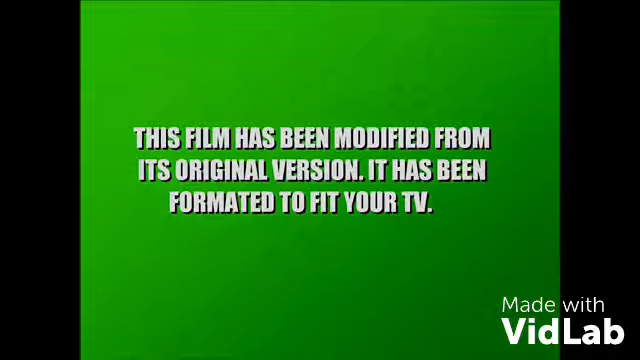 THIS FILM HAS BEEN MODIFIED FROM
ITS ORIGINAL VERSION. IT HAS BEEN
FORMATED TO FIT YOUR TV.
Made with
VidLab